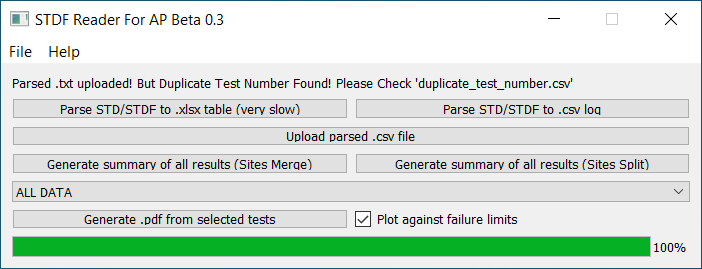 STDF Reader For AP Beta 0.3
File Help
Parsed .txt uploaded! But Duplicate Test Number Found! Please Check 'duplicate_test_number.csv'
Parse STD/STDF to .xlsx table (very slow) Parse STD/STDF to .csv log
Upload parsed .csv file
Generate summary of all results (Sites Merge) Generate summary of all results (Sites Split)
ALL DATA
Generate .pdf from selected tests Plot against failure limits
100%